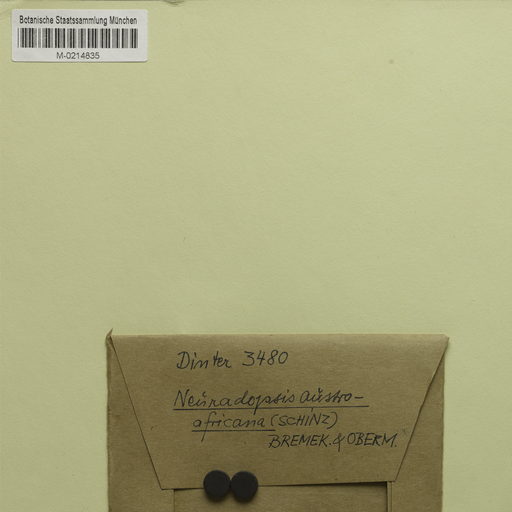 Botanische Staatssammlung München
M-0214835
Dinter 3480
Neuradopsis austro-
africana (SCHINZ)
BREMEK. & OBERM.